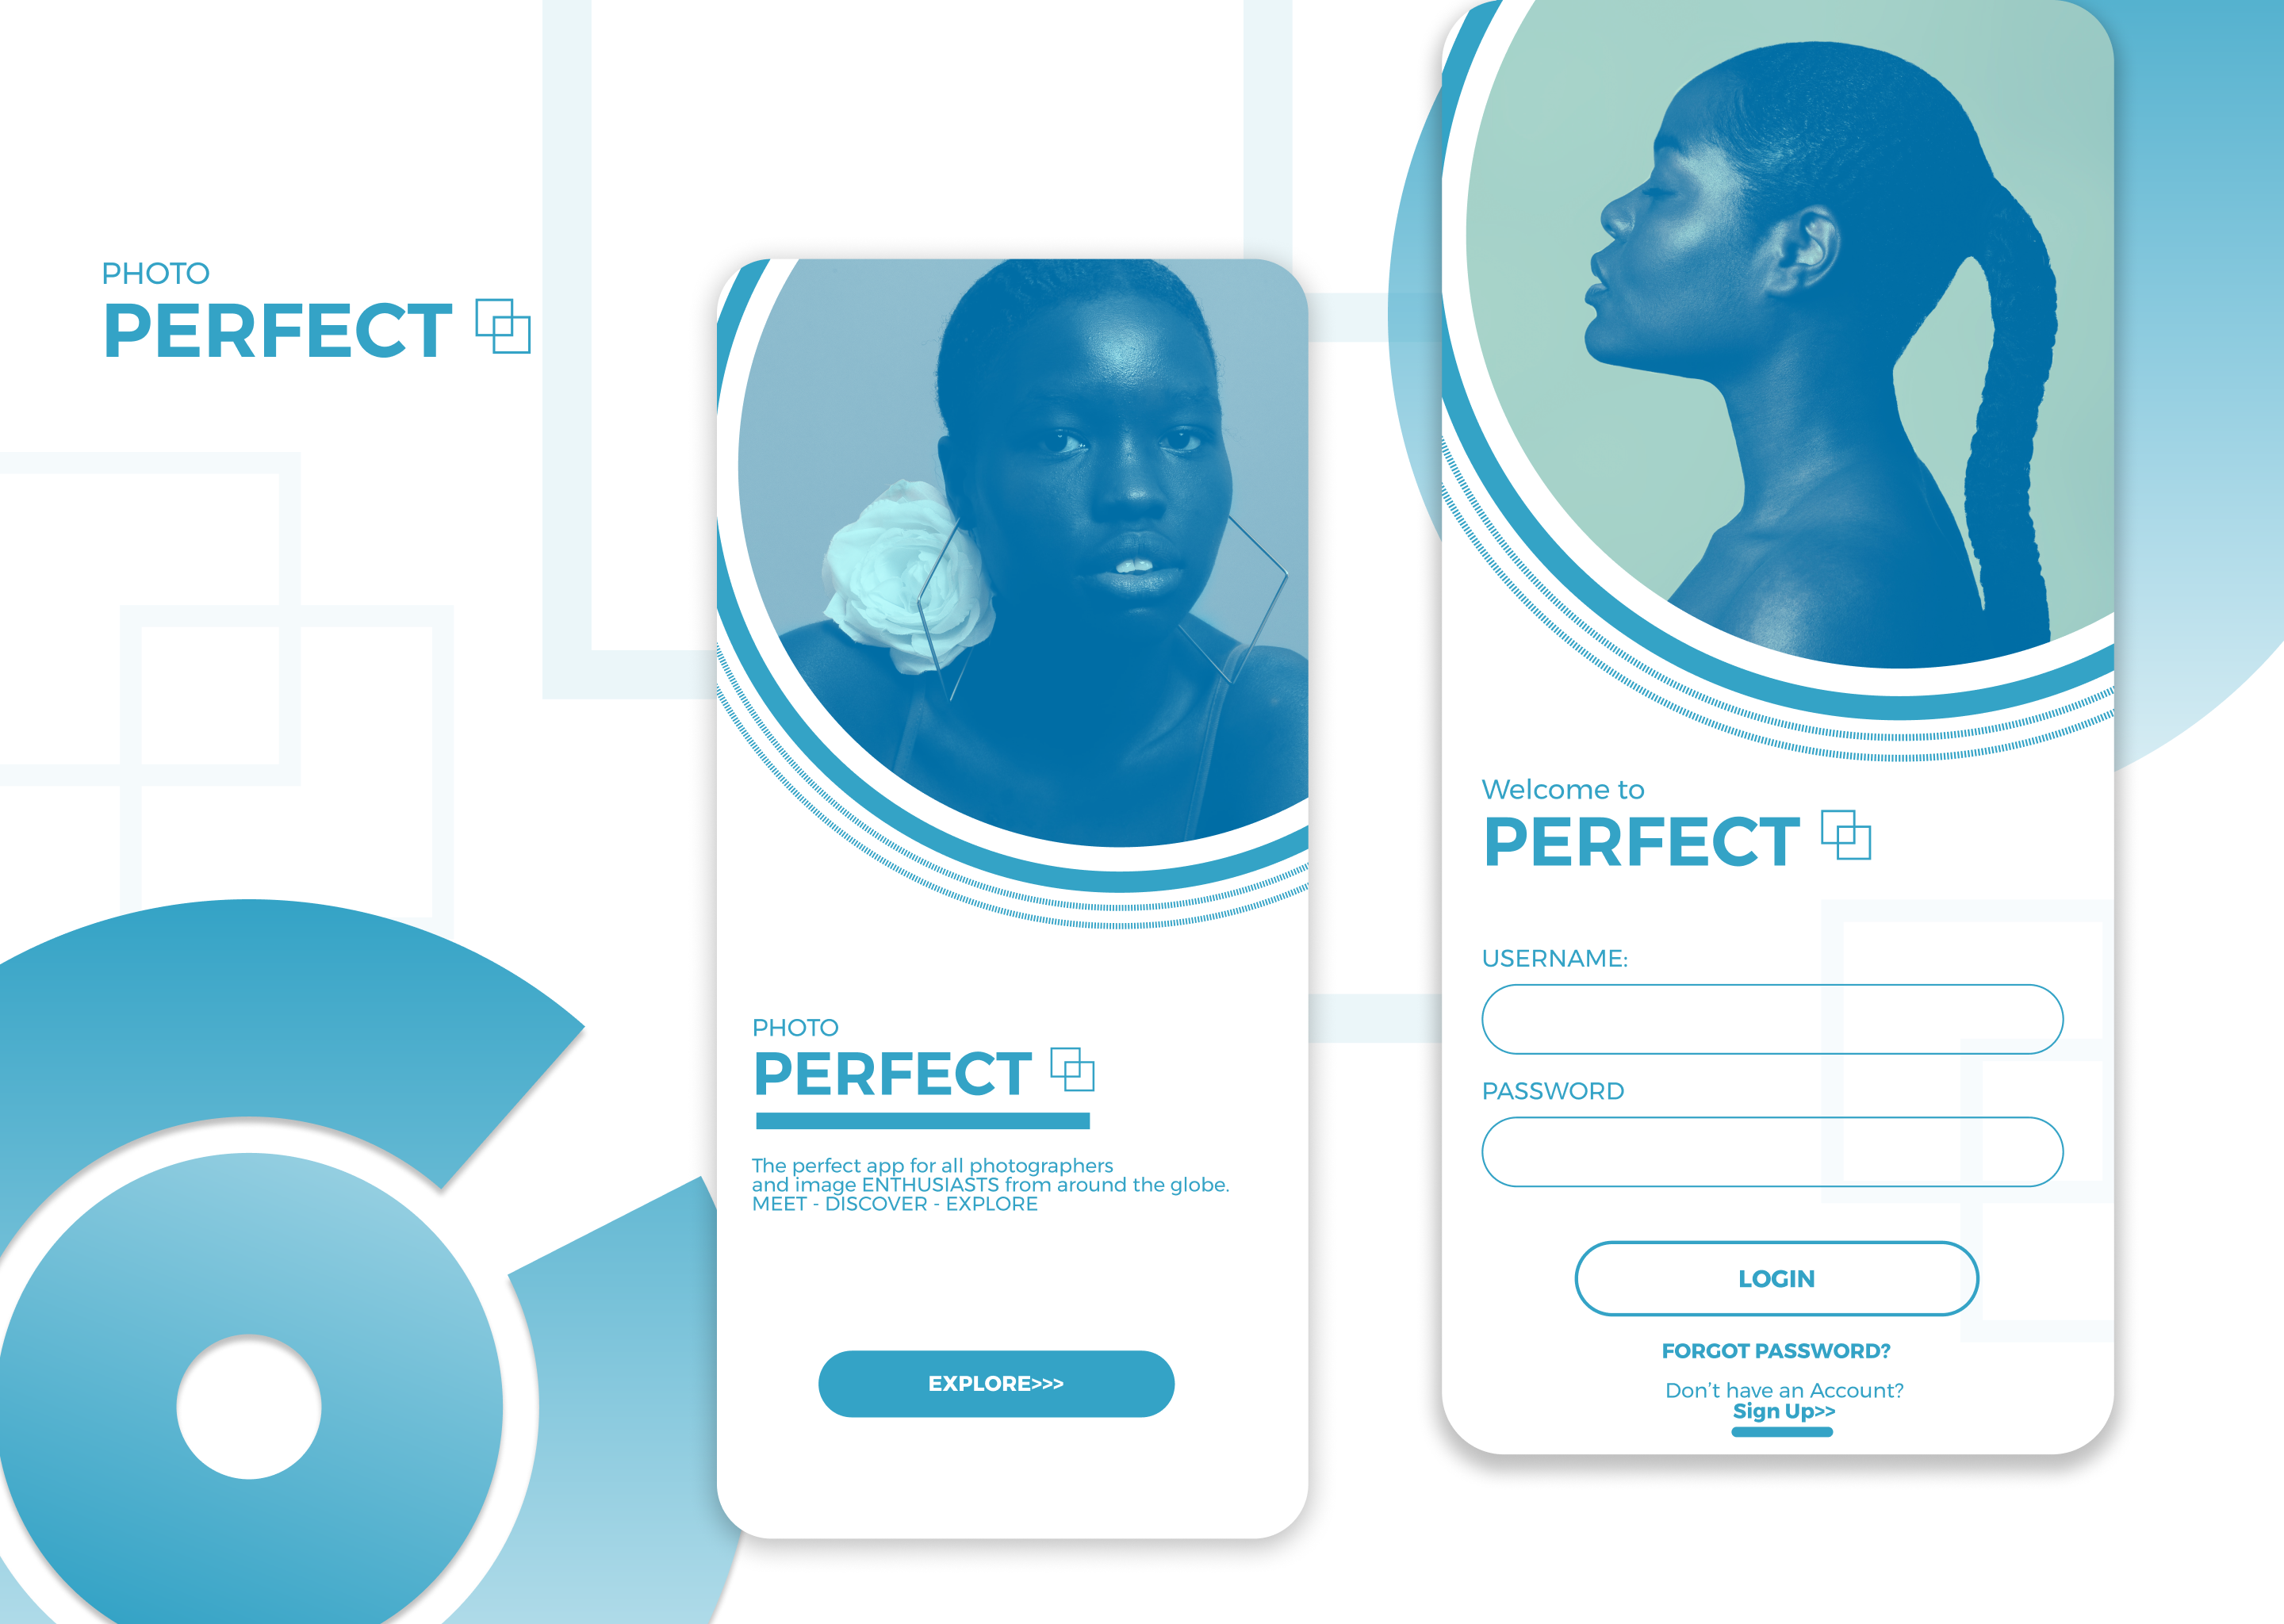 PHOTO
PERFECT
PHOTO
PERFECT
The perfect app for all photographers
and image ENTHUSIASTS from around the globe.
MEET - DISCOVER - EXPLORE
EXPLORE>>>
Welcome to
PERFECT
USERNAME:
PASSWORD
LOGIN
FORGOT PASSWORD?
Don't have an Account?
Sign Up>>